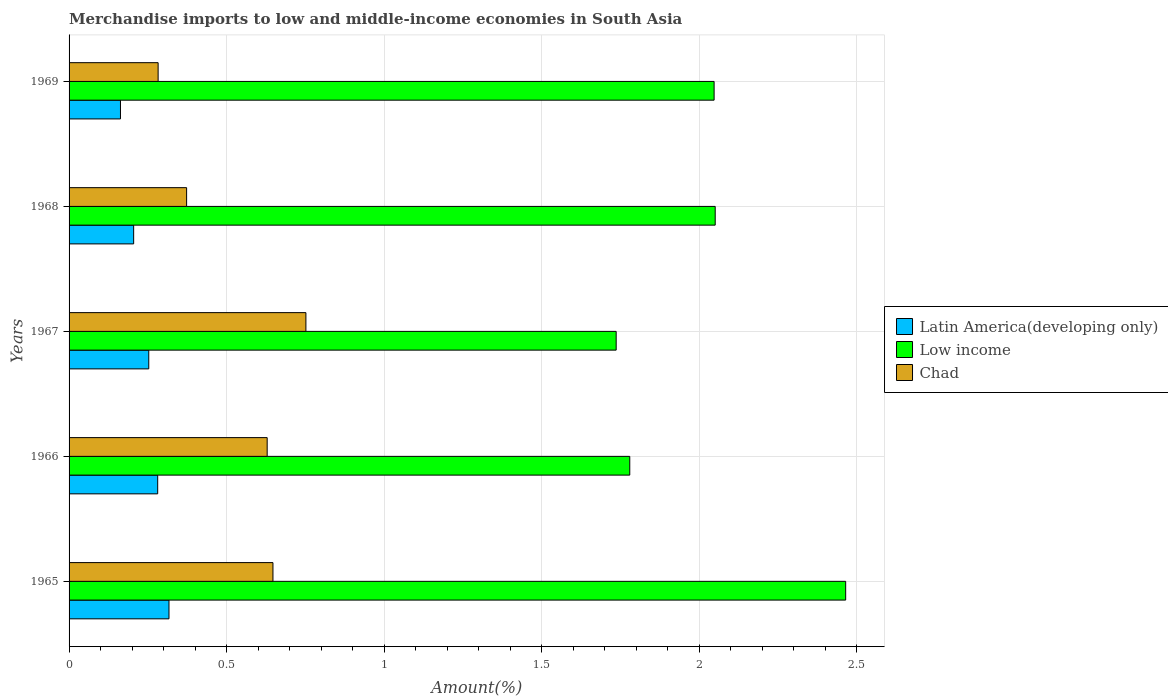 Merchandise imports to low and middle-income economies in South Asia
1969
1968
1967
1966
1965
Years
0
0.5
1
1.5
2
2.5
Amount(%)
Latin America(developing only)
Low income
Chad